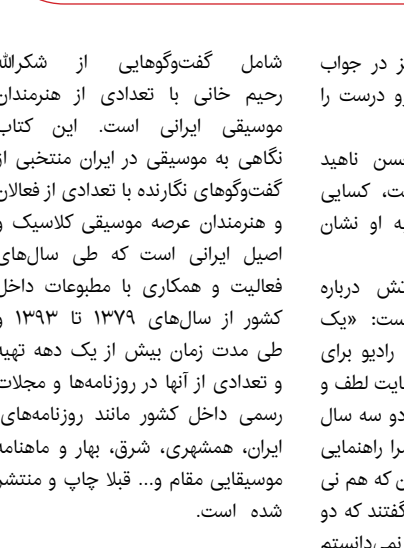 ز در جواب
و درست را
سن ناهید
ت، کسایی
ه او نشان
تش درباره
ست: «یک
رادیو برای
ایت لطف و
دو سه سال
مرا راهنمایی
ن که هم نی
گفتند که دو
نمی‌دانستم
شامل گفت‌وگوهایی از شکرالله
رحیم خانی با تعدادی از هنرمندان
موسیقی ایرانی است. این کتاب
نگاهی به موسیقی در ایران منتخبی از
گفت‌وگوهای نگارنده با تعدادی از فعالان
و هنرمندان عرصه موسیقی کلاسیک و
اصیل ایرانی است که طی سال‌های
فعالیت و همکاری با مطبوعات داخل
کشور از سال‌های ۱۳۷۹ تا ۱۳۹۳ و
طی مدت زمان بیش از یک دهه تهیه
و تعدادی از آنها در روزنامه‌ها و مجلات
رسمی داخل کشور مانند روزنامه‌های
ایران، همشهری، شرق، بهار و ماهنامه
موسیقایی مقام و... قبلا چاپ و منتشر
شده است.